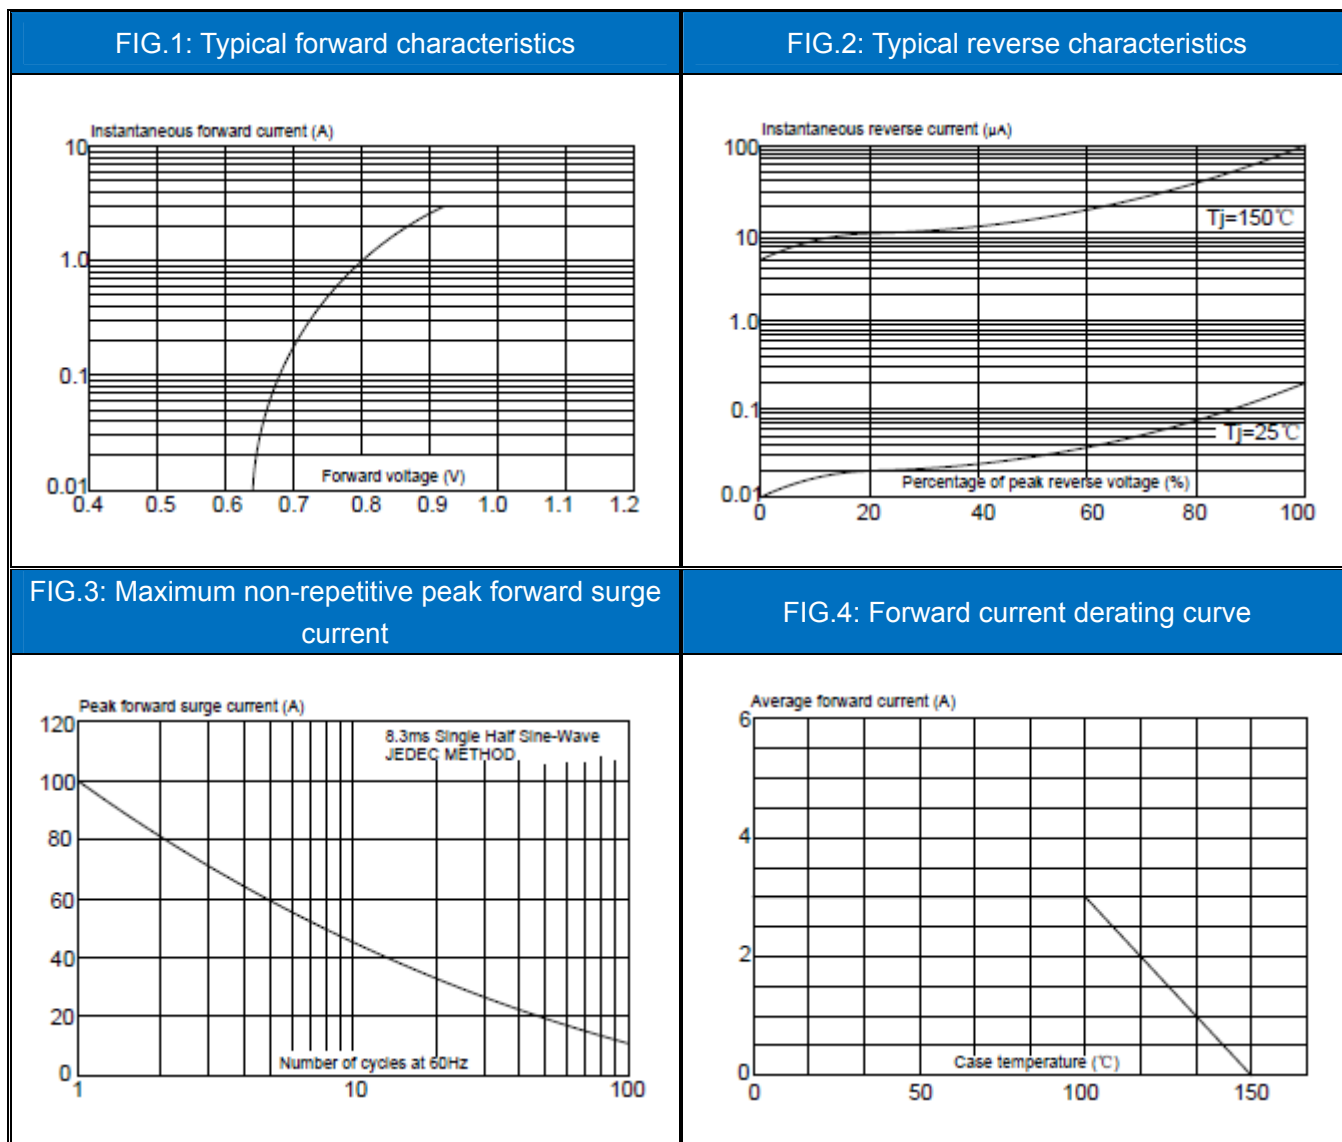 FIG.1: Typical forward characteristics
FIG.2: Typical reverse characteristics
Instantaneous forward current (A)
10
1.0
0.1
0.01
Forward voltage (V)
0.4 0.5 0.6 0.7 0.8 0.9 1.0 1.1 1.2
Instantaneous reverse current (μA)
100
10
1.0
0.1
0.01
Tj=150℃
Tj=25℃
Percentage of peak reverse voltage (%)
0 20 40 60 80 100
FIG.3: Maximum non-repetitive peak forward surge
current
FIG.4: Forward current derating curve
Peak forward surge current (A)
120
100
80
60
40
20
0
8.3ms Single Half Sine-Wave
JEDEC METHOD
Number of cycles at 60Hz
1 10 100
Average forward current (A)
6
4
2
0
Case temperature (℃)
0 50 100 150